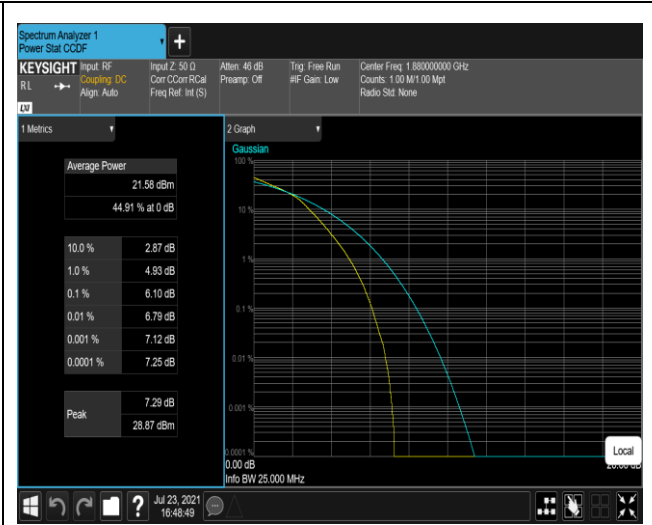 Spectrum Analyzer 1
Power Stat CCDF
+
KEYSIGHT
RL
LXI
Input: RF
Coupling: DC
Align: Auto
Input Z: 50 Ω
Corr CCorr RCal
Freq Ref: Int (S)
Atten: 46 dB
Preamp: Off
Trig: Free Run
#IF Gain: Low
Center Freq: 1.880000000 GHz
Counts: 1.00 M/1.00 Mpt
Radio Std: None
1 Metrics
Average Power
21.58 dBm
44.91 % at 0 dB
10.0 % 2.87 dB
1.0 % 4.93 dB
0.1 % 6.10 dB
0.01 % 6.79 dB
0.001 % 7.12 dB
0.0001 % 7.25 dB
Peak
7.29 dB
28.87 dBm
2 Graph
Gaussian
100 %
10 %
1 %
0.1 %
0.01 %
0.001 %
0.0001 %
0.00 dB
Info BW 25.000 MHz
Local
?
Jul 23, 2021
16:48:49